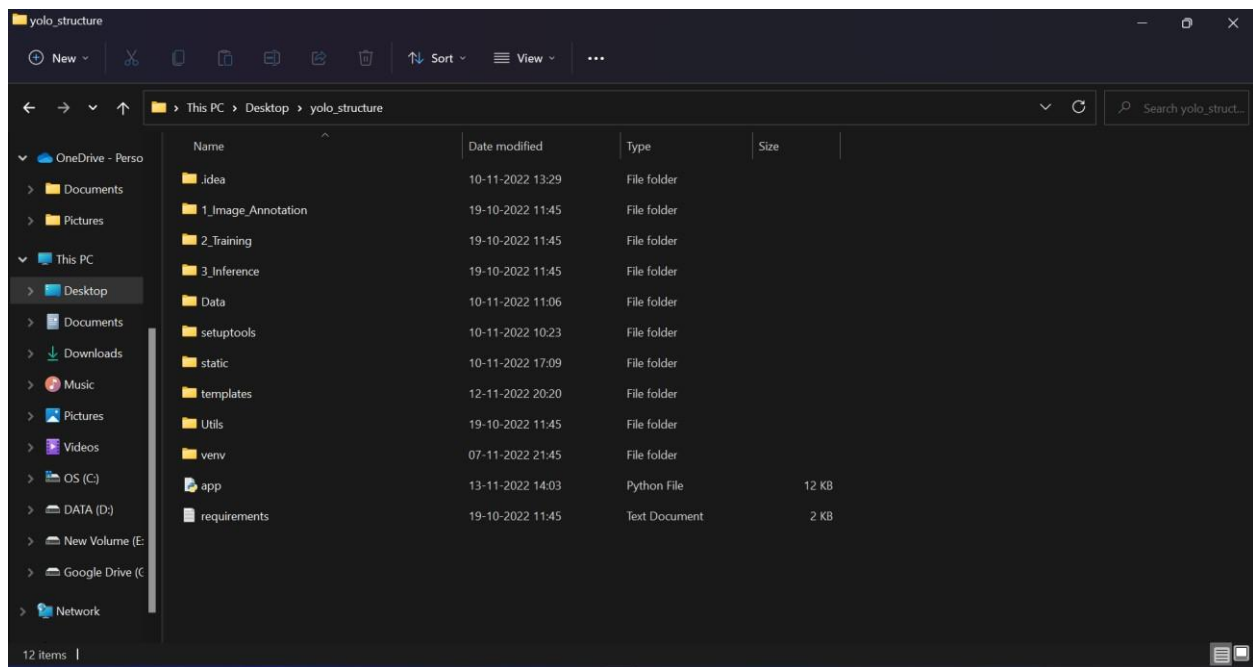 yolo_structure
New
Sort
View
This PC > Desktop > yolo_structure
Search yolo_struct...
OneDrive - Perso
Documents
Pictures
This PC
Desktop
Documents
Downloads
Music
Pictures
Videos
OS (C:)
DATA (D:)
New Volume (E:
Google Drive (G
Network
Name Date modified Type Size
.idea 10-11-2022 13:29 File folder
1_Image_Annotation 19-10-2022 11:45 File folder
2_Training 19-10-2022 11:45 File folder
3_Inference 19-10-2022 11:45 File folder
Data 10-11-2022 11:06 File folder
setuptools 10-11-2022 10:23 File folder
static 10-11-2022 17:09 File folder
templates 12-11-2022 20:20 File folder
Utils 19-10-2022 11:45 File folder
venv 07-11-2022 21:45 File folder
app 13-11-2022 14:03 Python File 12 KB
requirements 19-10-2022 11:45 Text Document 2 KB
12 items